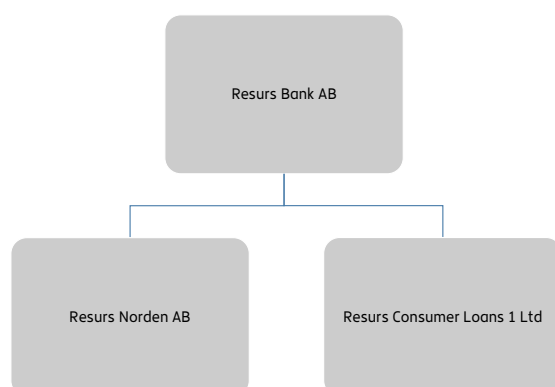 Resurs Bank AB
Resurs Norden AB
Resurs Consumer Loans 1 Ltd